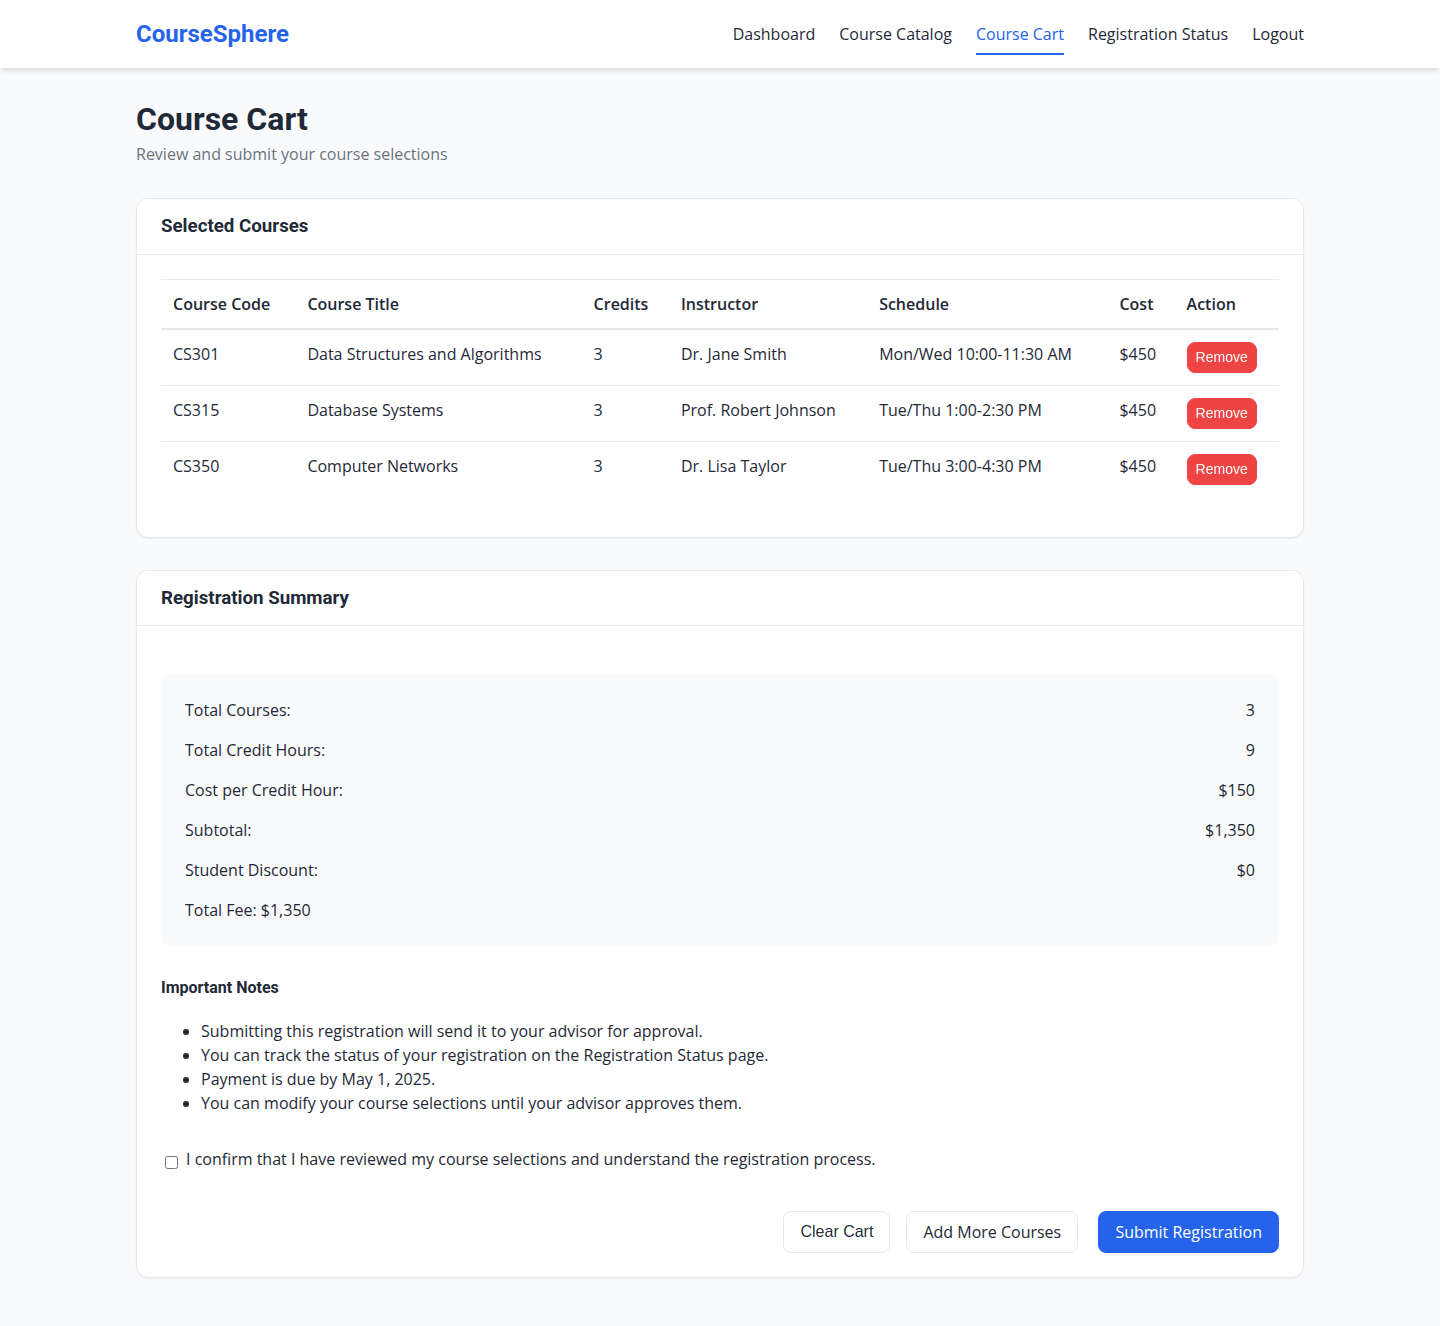 CourseSphere
Dashboard Course Catalog Course Cart Registration Status Logout
Course Cart
Review and submit your course selections
Selected Courses
Course Code Course Title Credits Instructor Schedule Cost Action
CS301 Data Structures and Algorithms 3 Dr. Jane Smith Mon/Wed 10:00-11:30 AM $450 Remove
CS315 Database Systems 3 Prof. Robert Johnson Tue/Thu 1:00-2:30 PM $450 Remove
CS350 Computer Networks 3 Dr. Lisa Taylor Tue/Thu 3:00-4:30 PM $450 Remove
Registration Summary
Total Courses: 3
Total Credit Hours: 9
Cost per Credit Hour: $150
Subtotal: $1,350
Student Discount: $0
Total Fee: $1,350
Important Notes
Submitting this registration will send it to your advisor for approval.
You can track the status of your registration on the Registration Status page.
Payment is due by May 1, 2025.
You can modify your course selections until your advisor approves them.
I confirm that I have reviewed my course selections and understand the registration process.
Clear Cart Add More Courses Submit Registration